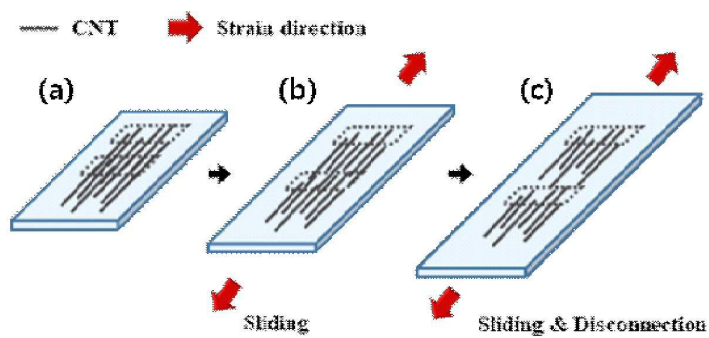 CNT Strain direction
(a) (b) (c)
Sliding Sliding & Disconnection